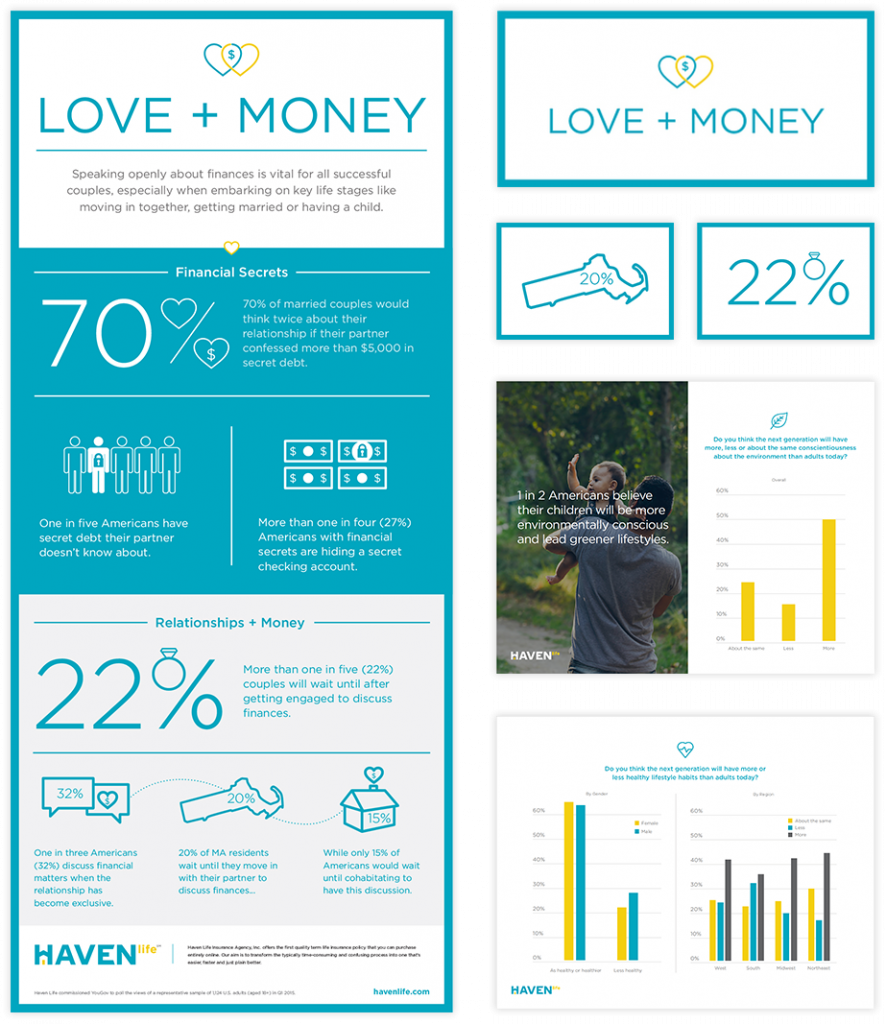 $
LOVE + MONEY
Speaking openly about finances is vital for all successful
couples, especially when embarking on key life stages like
moving in together, getting married or having a child.
Financial Secrets
70%
$
70% of married couples would
think twice about their
relationship if their partner
confessed more than $5,000 in
secret debt.
One in five Americans have
secret debt their partner
doesn't know about.
$ $ $ $
$ $ $ $
More than one in four (27%)
Americans with financial
secrets are hiding a secret
checking account.
Relationships + Money
22%
More than one in five (22%)
couples will wait until after
getting engaged to discuss
finances.
32%
$
One in three Americans
(32%) discuss financial
matters when the
relationship has
become exclusive.
20%
20% of MA residents
wait until they move in
with their partner to
discuss finances...
$
15%
While only 15% of
Americans would wait
until cohabitating to
have this discussion.
HAVEN life
Haven Life Insurance Agency, Inc. offers the first quality term-life insurance policy that you can purchase
entirely online. Our aim is to transform the typically time-consuming and confusing process into one that's
easier, faster and just plain better.
Haven Life commissioned YouGov to poll the views of a representative sample of 1,124 U.S. adults (aged 18+) in Q1 2015.
havenlife.com
$
LOVE + MONEY
20%
22%
1 in 2 Americans believe
their children will be more
environmentally conscious
and lead greener lifestyles.
HAVEN life
Do you think the next generation will have
more, less or about the same conscientiousness
about the environment than adults today?
Overall
60%
50%
40%
30%
20%
10%
0%
About the same
Less
More
Do you think the next generation will have more or
less healthy lifestyle habits than adults today?
By Gender
60%
50%
40%
30%
20%
10%
0%
Female
Male
As healthy or healthier
Less healthy
By Region
60%
50%
40%
30%
20%
10%
0%
About the same
Less
More
West
South
Midwest
Northeast
HAVEN life